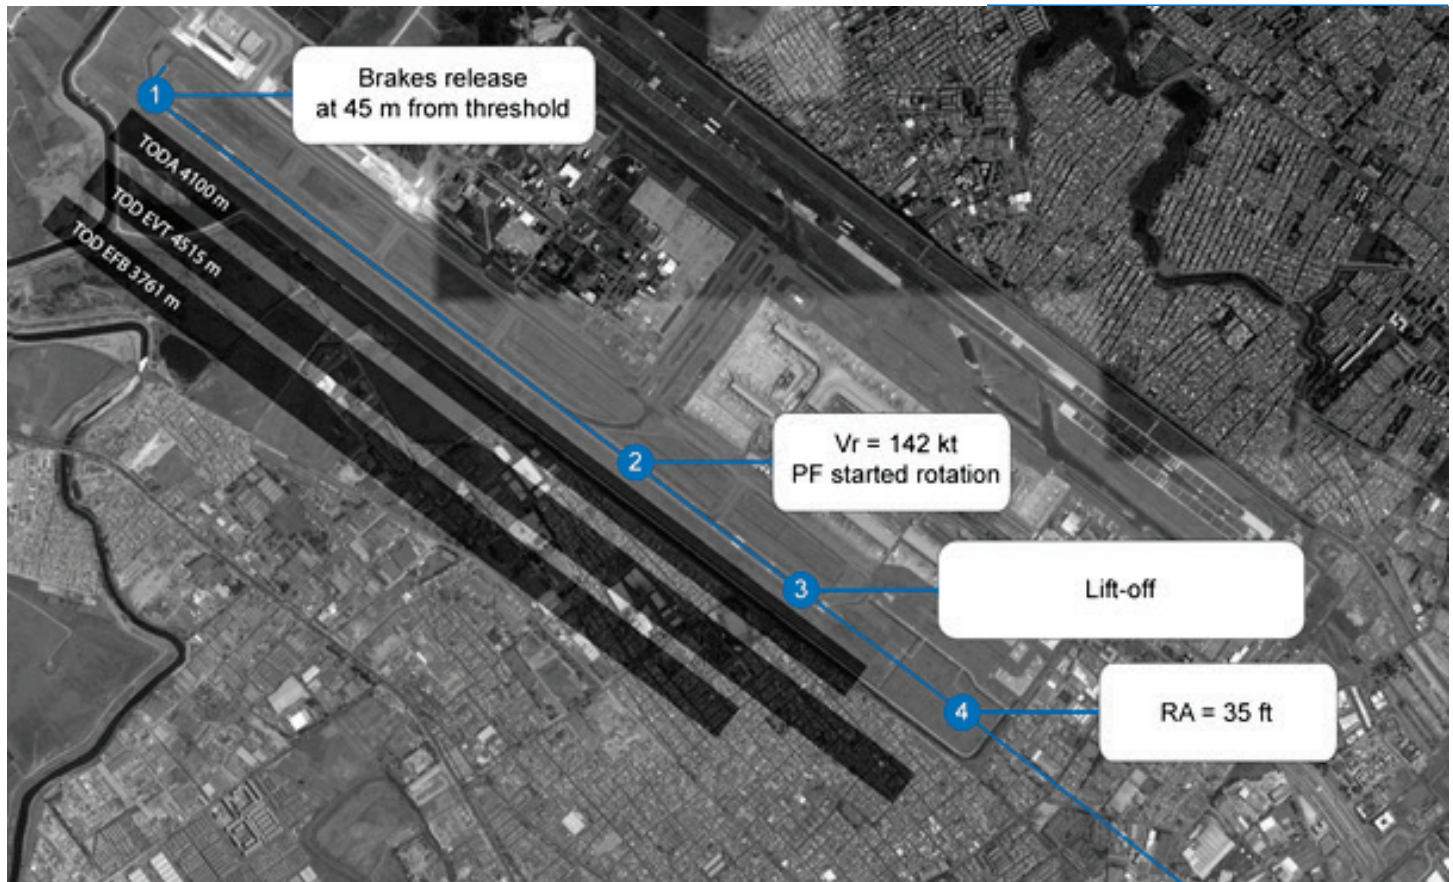 1
Brakes release
at 45 m from threshold
TODA 4100 m
TOD EVT 4515 m
TOD EFB 3761 m
2
Vr = 142 kt
PF started rotation
3
Lift-off
4
RA = 35 ft